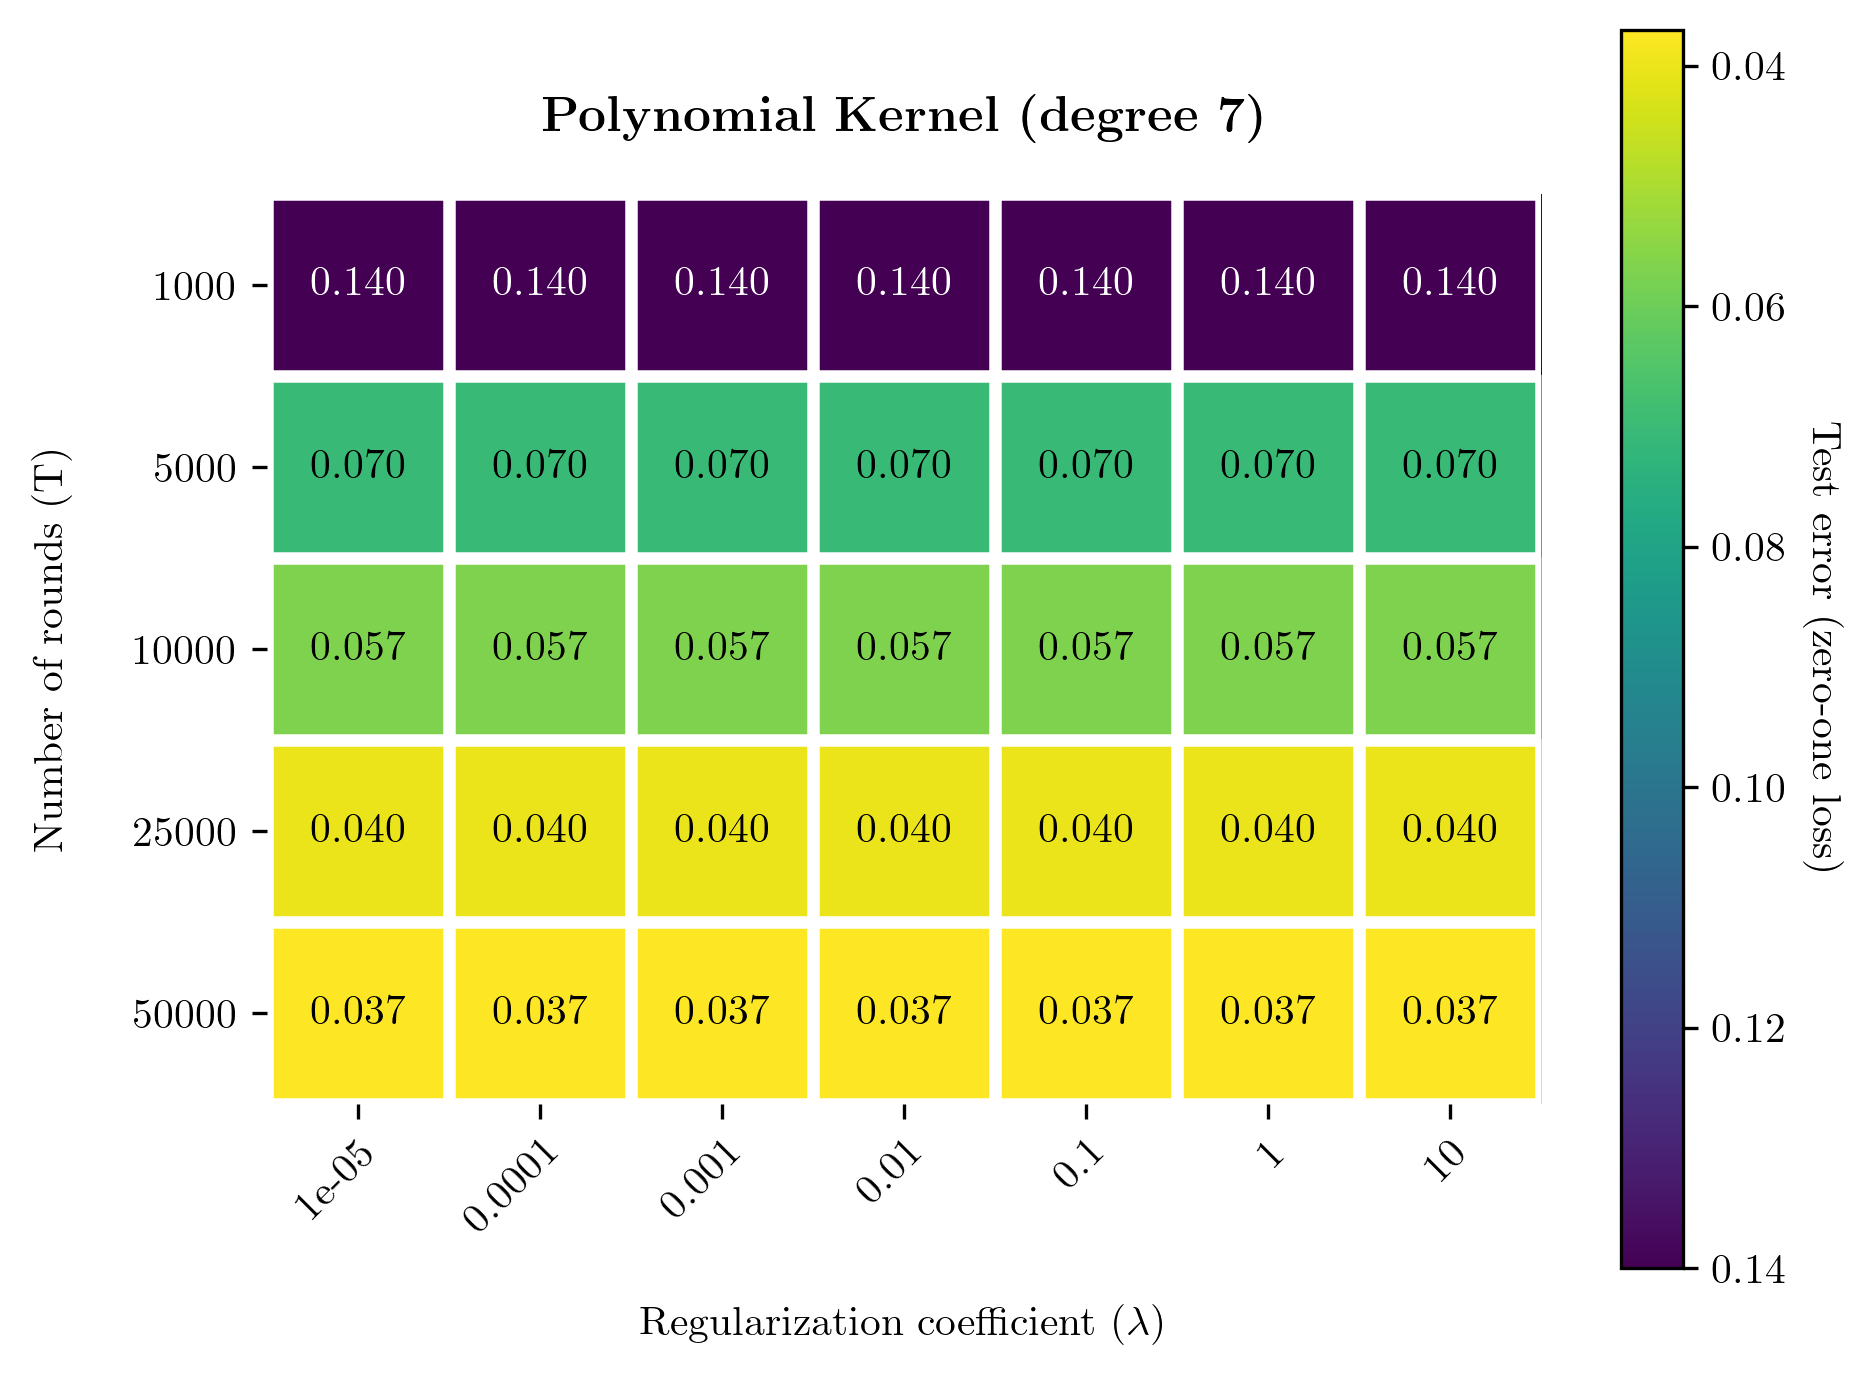 Polynomial Kernel (degree 7)
Number of rounds (T)
1000 0.140 0.140 0.140 0.140 0.140 0.140 0.140
5000 0.070 0.070 0.070 0.070 0.070 0.070 0.070
10000 0.057 0.057 0.057 0.057 0.057 0.057 0.057
25000 0.040 0.040 0.040 0.040 0.040 0.040 0.040
50000 0.037 0.037 0.037 0.037 0.037 0.037 0.037
1e-05 0.0001 0.001 0.01 0.1 1 10
Regularization coefficient (λ)
0.04
0.06
0.08
0.10
0.12
0.14
Test error (zero-one loss)